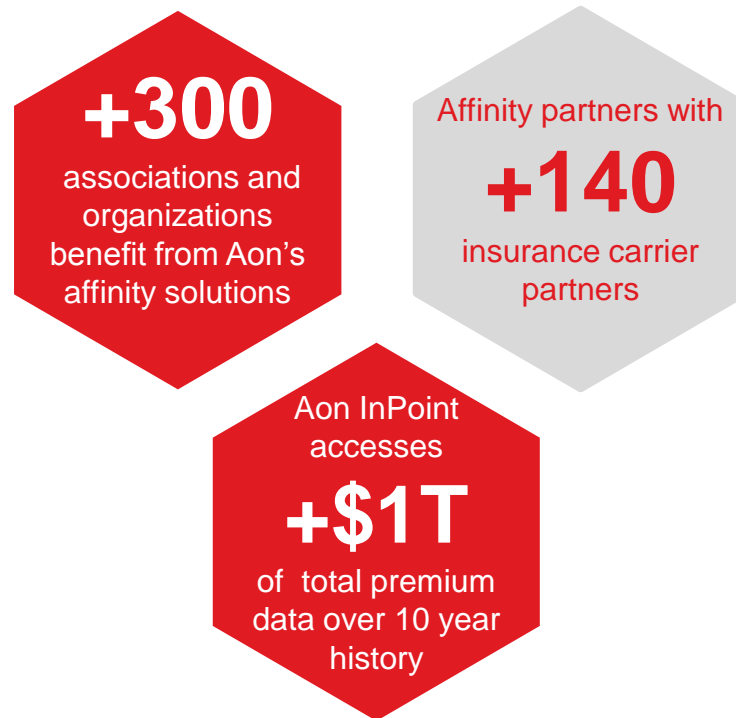 +300
associations and
organizations
benefit from Aon's
affinity solutions
Affinity partners with
+140
insurance carrier
partners
Aon InPoint
accesses
+$1T
of total premium
data over 10 year
history